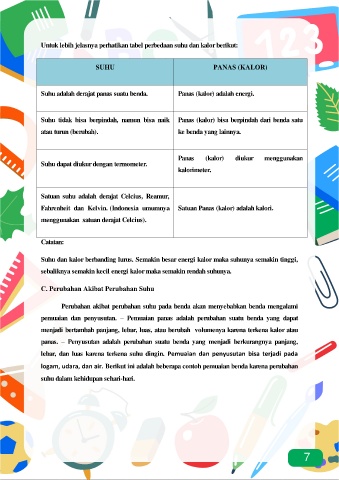 Untuk lebih jelasnya perhatikan tabel perbedaan suhu dan kalor berikut:
SUHU PANAS (KALOR)
Suhu adalah derajat panas suatu benda. Panas (kalor) adalah energi.
Suhu tidak bisa berpindah, namun bisa naik Panas (kalor) bisa berpindah dari benda satu
atau turun (berubah). ke benda yang lainnya.
Suhu dapat diukur dengan termometer. Panas (kalor) diukur menggunakan
kalorimeter.
Satuan suhu adalah derajat Celcius, Reamur,
Fahrenheit dan Kelvin. (Indonesia umumnya Satuan Panas (kalor) adalah kalori.
menggunakan satuan derajat Celcius).
Catatan:
Suhu dan kalor berbanding lurus. Semakin besar energi kalor maka suhunya semakin tinggi,
sebaliknya semakin kecil energi kalor maka semakin rendah suhunya.
C. Perubahan Akibat Perubahan Suhu
Perubahan akibat perubahan suhu pada benda akan menyebabkan benda mengalami
pemuaian dan penyusutan. – Pemuaian panas adalah perubahan suatu benda yang dapat
menjadi bertambah panjang, lebar, luas, atau berubah volumenya karena terkena kalor atau
panas. – Penyusutan adalah perubahan suatu benda yang menjadi berkurangnya panjang,
lebar, dan luas karena terkena suhu dingin. Pemuaian dan penyusutan bisa terjadi pada
logam, udara, dan air. Berikut ini adalah beberapa contoh pemuaian benda karena perubahan
suhu dalam kehidupan sehari-hari.
7
123